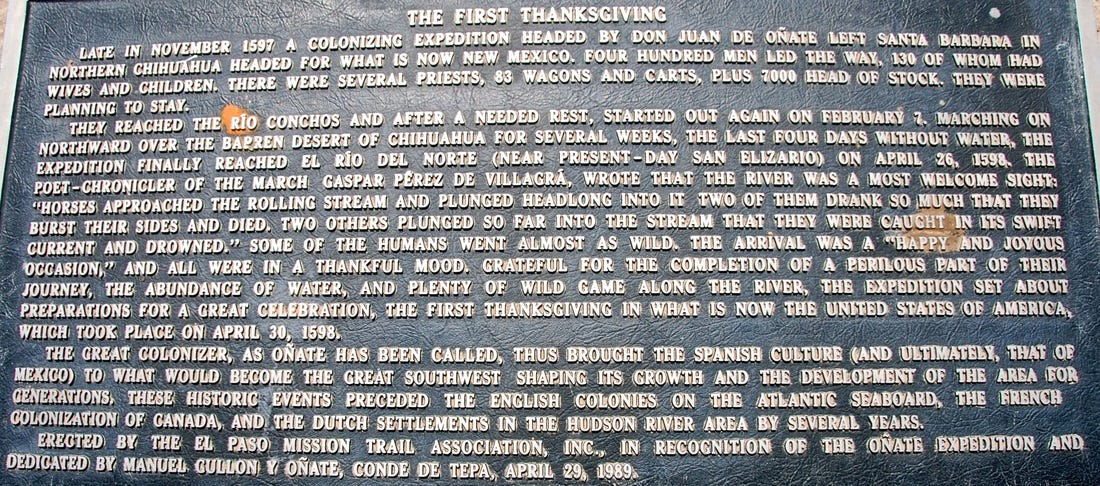 THE FIRST THANKSGIVING
LATE IN NOVEMBER 1597 A COLONIZING EXPEDITION HEADED BY DON JUAN DE OÑATE LEFT SANTA BARBARA IN
NORTHERN CHIHUAHUA HEADED FOR WHAT IS NOW NEW MEXICO. FOUR HUNDRED MEN LED THE WAY, 130 OF WHOM HAD
WIVES AND CHILDREN. THERE WERE SEVERAL PRIESTS, 83 WAGONS AND CARTS, PLUS 7000 HEAD OF STOCK. THEY WERE
PLANNING TO STAY.
THEY REACHED THE RÍO CONCHOS AND AFTER A NEEDED REST, STARTED OUT AGAIN ON FEBRUARY 7. MARCHING ON
NORTHWARD OVER THE BARREN DESERT OF CHIHUAHUA FOR SEVERAL WEEKS, THE LAST FOUR DAYS WITHOUT WATER, THE
EXPEDITION FINALLY REACHED EL RÍO DEL NORTE (NEAR PRESENT-DAY SAN ELIZARIO) ON APRIL 26, 1598. THE
POET-CHRONICLER OF THE MARCH GASPAR PÉREZ DE VILLAGRÁ, WROTE THAT THE RIVER WAS A MOST WELCOME SIGHT:
"HORSES APPROACHED THE ROLLING STREAM AND PLUNGED HEADLONG INTO IT TWO OF THEM DRANK SO MUCH THAT THEY
BURST THEIR SIDES AND DIED. TWO OTHERS PLUNGED SO FAR INTO THE STREAM THAT THEY WERE CAUGHT IN ITS SWIFT
CURRENT AND DROWNED." SOME OF THE HUMANS WENT ALMOST AS WILD. THE ARRIVAL WAS A "HAPPY AND JOYOUS
OCCASION," AND ALL WERE IN A THANKFUL MOOD. GRATEFUL FOR THE COMPLETION OF A PERILOUS PART OF THEIR
JOURNEY, THE ABUNDANCE OF WATER, AND PLENTY OF WILD GAME ALONG THE RIVER, THE EXPEDITION SET ABOUT
PREPARATIONS FOR A GREAT CELEBRATION, THE FIRST THANKSGIVING IN WHAT IS NOW THE UNITED STATES OF AMERICA,
WHICH TOOK PLACE ON APRIL 30, 1598.
THE GREAT COLONIZER, AS OÑATE HAS BEEN CALLED, THUS BROUGHT THE SPANISH CULTURE (AND ULTIMATELY, THAT OF
MEXICO) TO WHAT WOULD BECOME THE GREAT SOUTHWEST SHAPING ITS GROWTH AND THE DEVELOPMENT OF THE AREA FOR
GENERATIONS. THESE HISTORIC EVENTS PRECEDED THE ENGLISH COLONIES ON THE ATLANTIC SEABOARD, THE FRENCH
COLONIZATION OF CANADA, AND THE DUTCH SETTLEMENTS IN THE HUDSON RIVER AREA BY SEVERAL YEARS.
ERECTED BY THE EL PASO MISSION TRAIL ASSOCIATION, INC., IN RECOGNITION OF THE OÑATE EXPEDITION AND
DEDICATED BY MANUEL GULLON Y OÑATE, CONDE DE TEPA, APRIL 29, 1989.